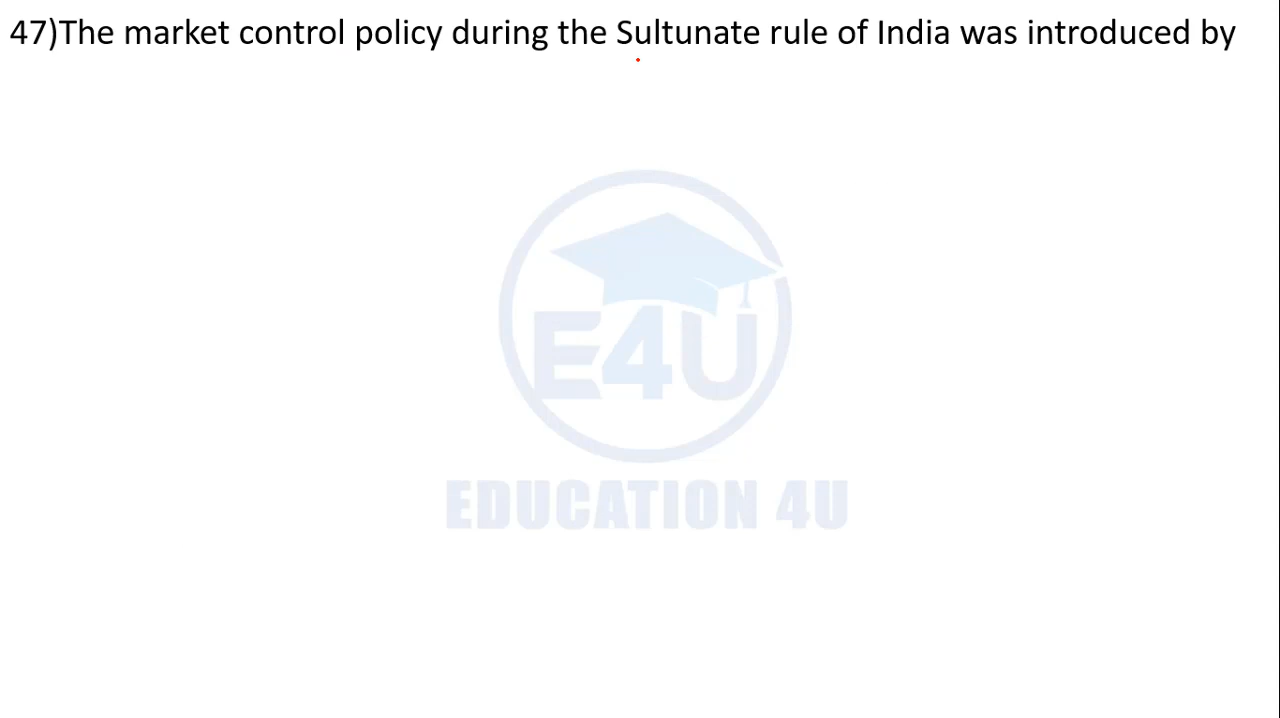 47)The market control policy during the Sultunate rule of India was introduced by
E4U
EDUCATION 4U